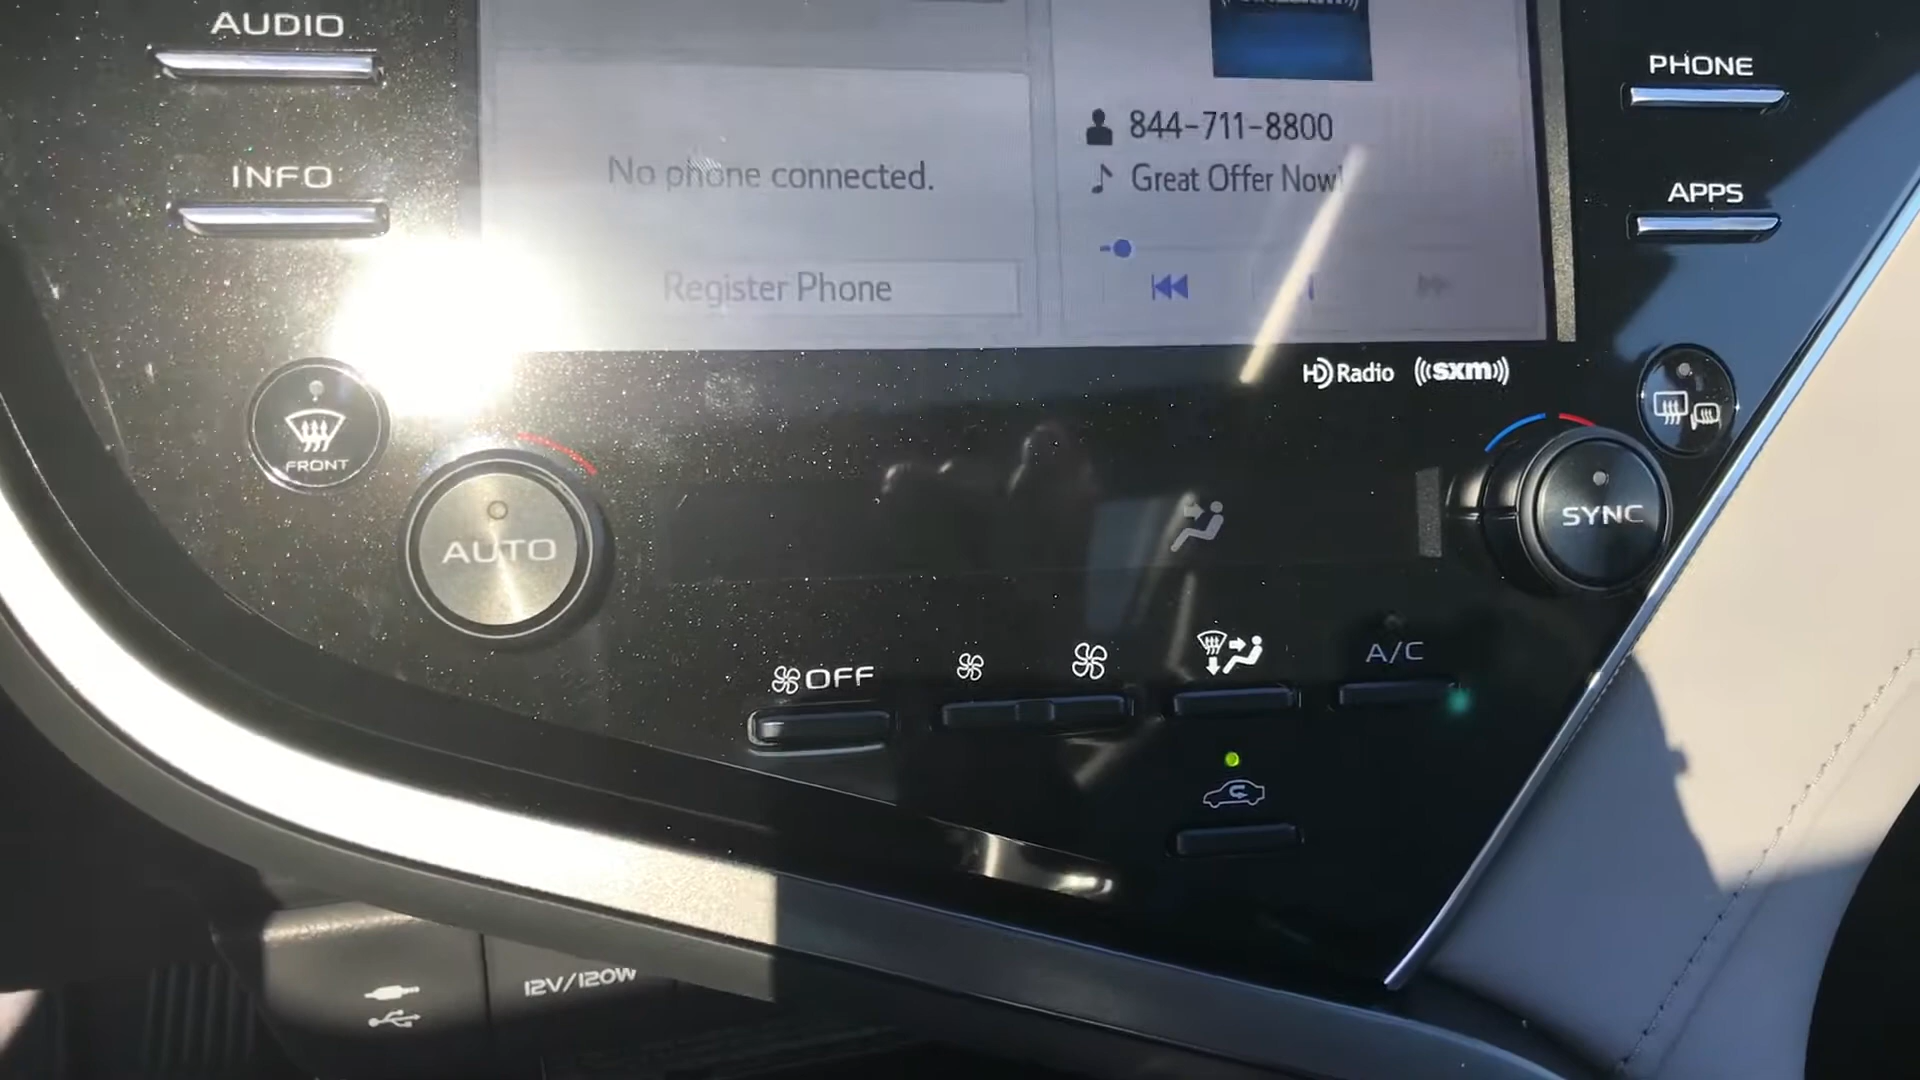 AUDIO
INFO
No phone connected.
Register Phone
844-711-8800
Great Offer Now!
PHONE
APPS
HD Radio
((sxm))
FRONT
AUTO
SYNC
OFF
A/C
12V/120W